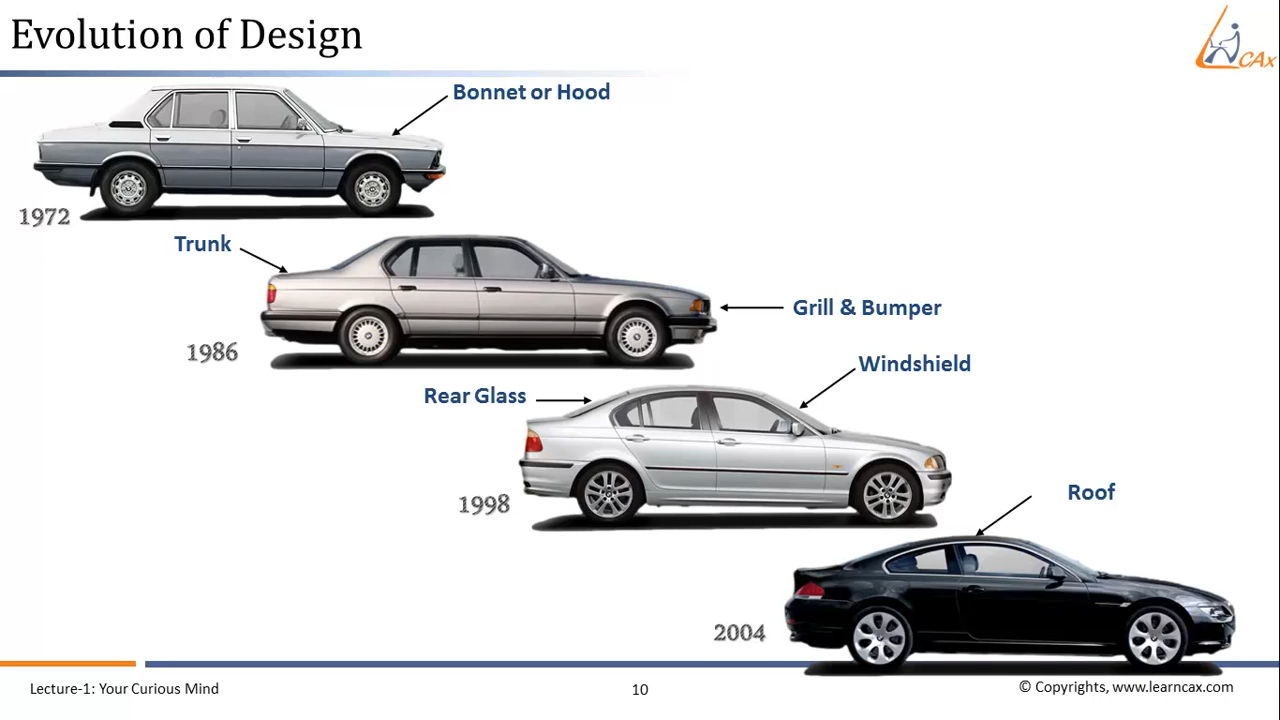 Evolution of Design
CAx
Bonnet or Hood
1972
Trunk
Grill & Bumper
1986
Windshield
Rear Glass
1998
Roof
2004
Lecture-1: Your Curious Mind
10
© Copyrights, www.learncax.com